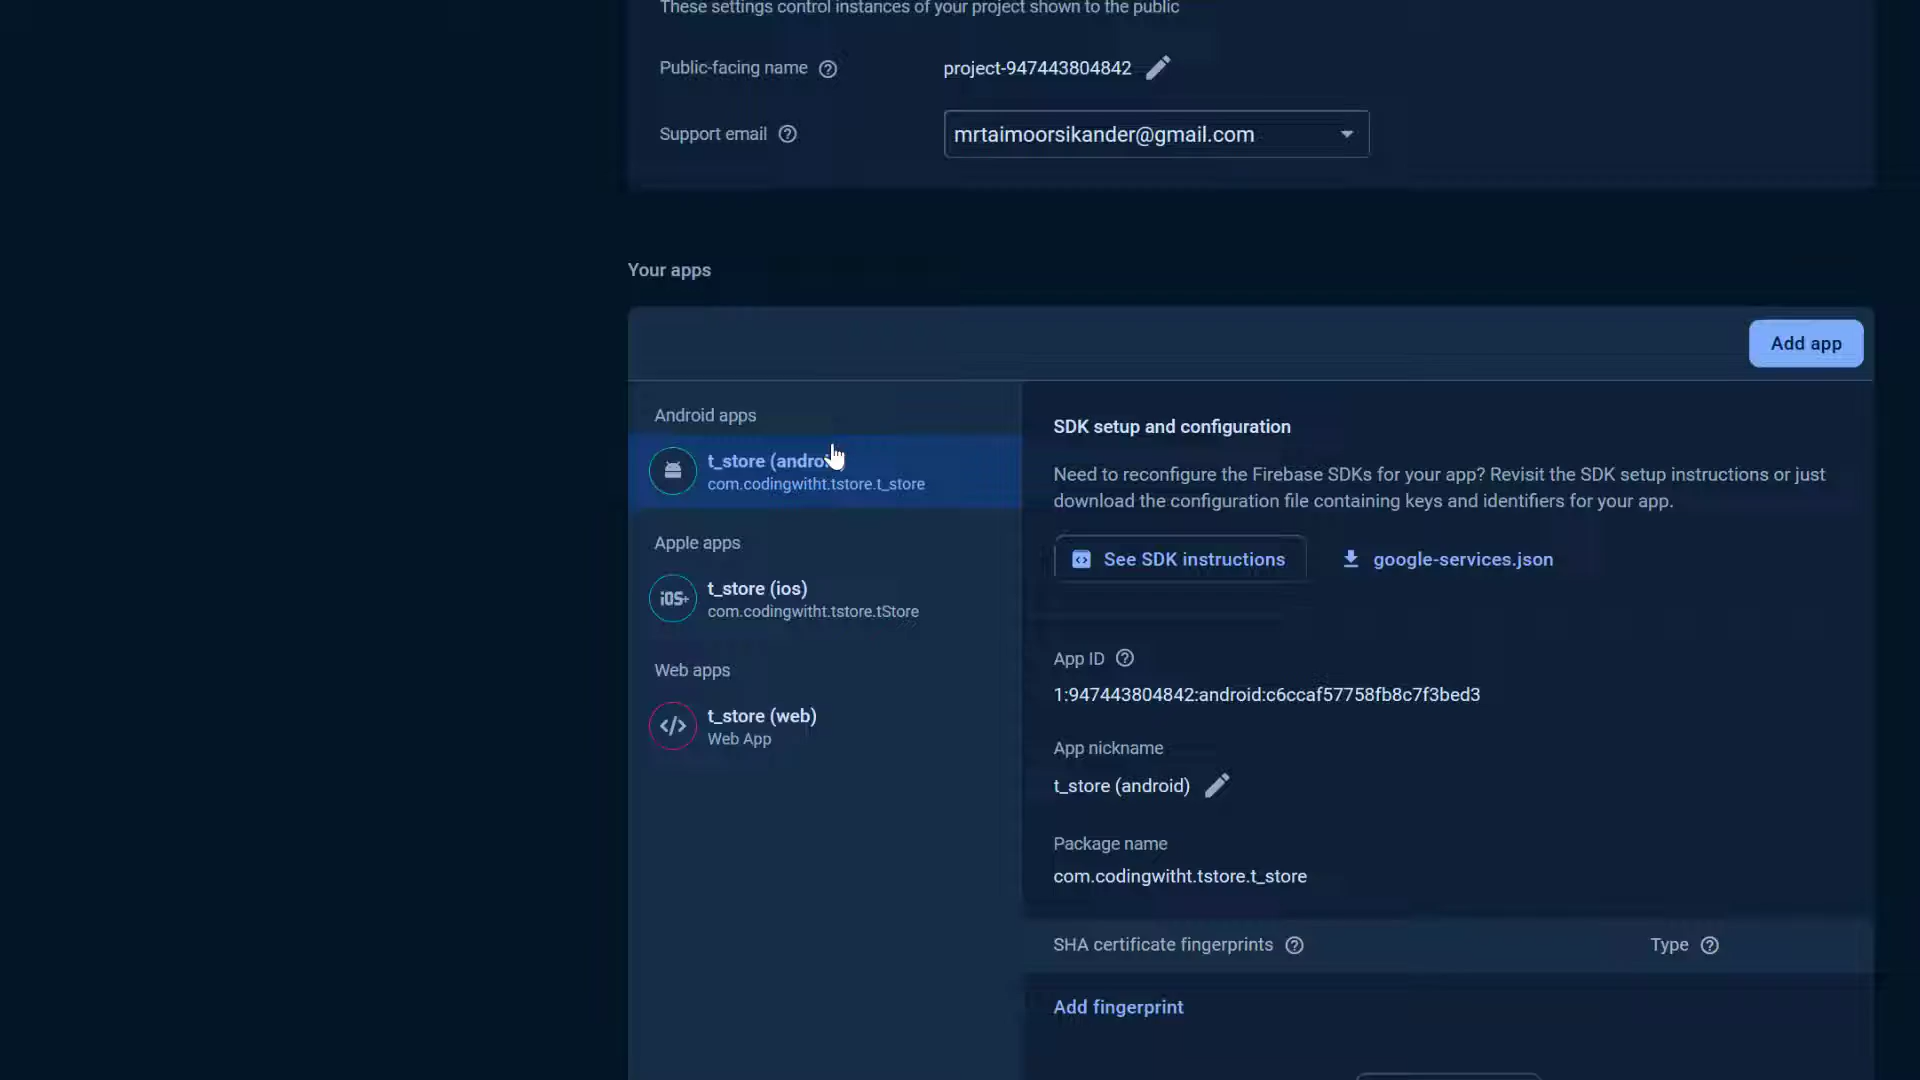 These settings control instances of your project shown to the public
Public-facing name
project-947443804842
Support email
mrtaimoorsikander@gmail.com
Your apps
Add app
Android apps
t_store (andro
com.codingwitht.tstore.t_store
Apple apps
iOS+
t_store (ios)
com.codingwitht.tstore.tStore
Web apps
t_store (web)
Web App
SDK setup and configuration
Need to reconfigure the Firebase SDKs for your app? Revisit the SDK setup instructions or just
download the configuration file containing keys and identifiers for your app.
See SDK instructions
google-services.json
App ID
1:947443804842:android:c6ccaf57758fb8c7f3bed3
App nickname
t_store (android)
Package name
com.codingwitht.tstore.t_store
SHA certificate fingerprints
Type
Add fingerprint